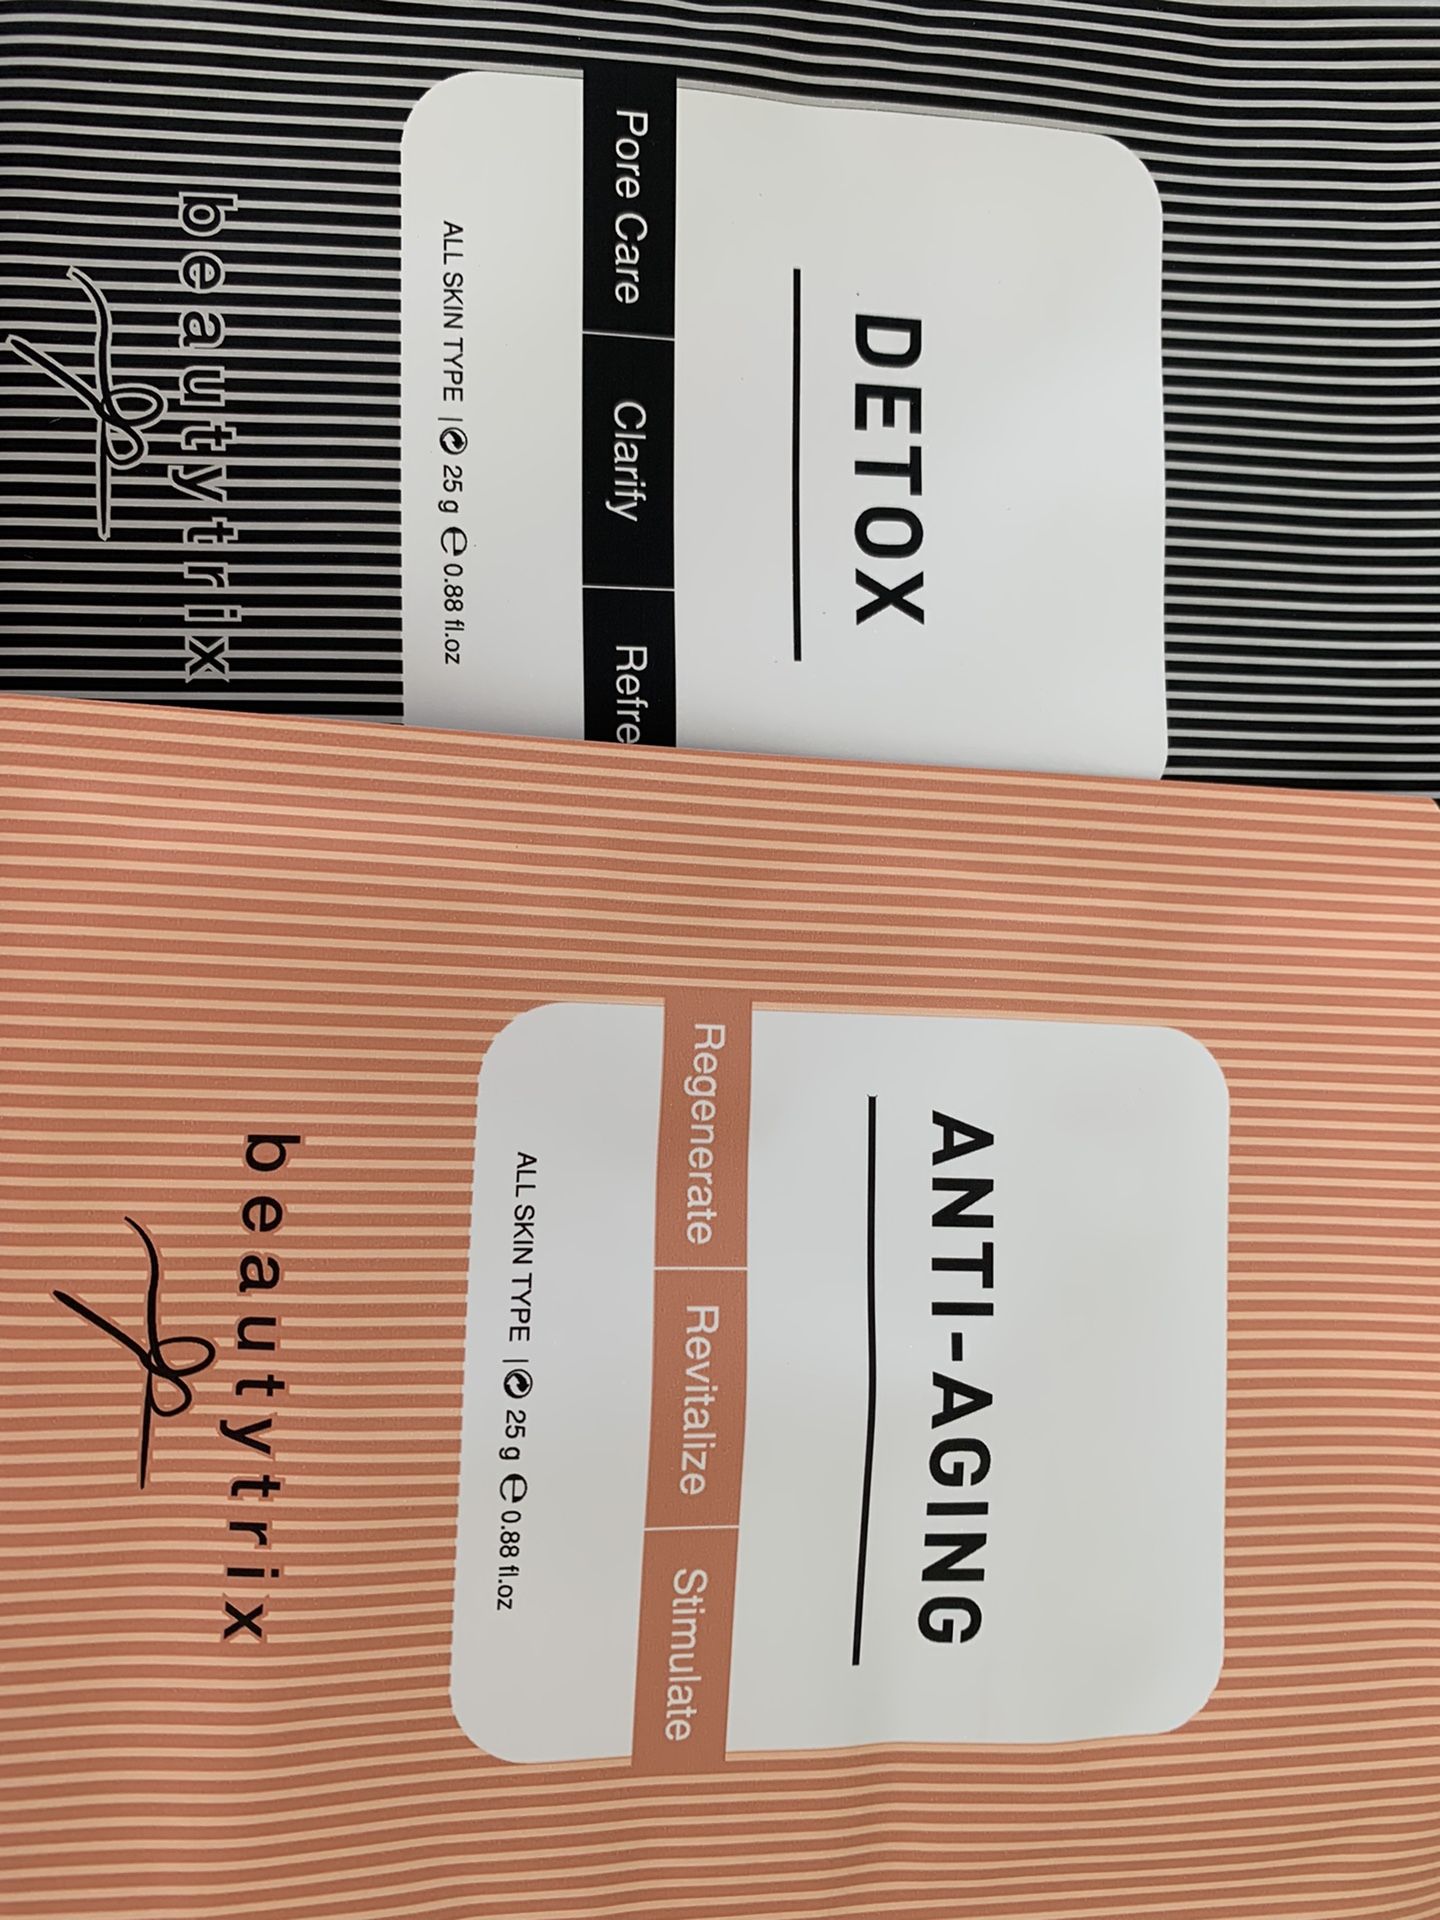 DETOX
Pore Care Clarify Refre
ALL SKIN TYPE | 25 g ℮ 0.88 fl.oz
beautytrix
ANTI-AGING
Regenerate Revitalize Stimulate
ALL SKIN TYPE | 25 g ℮ 0.88 fl.oz
beautytrix